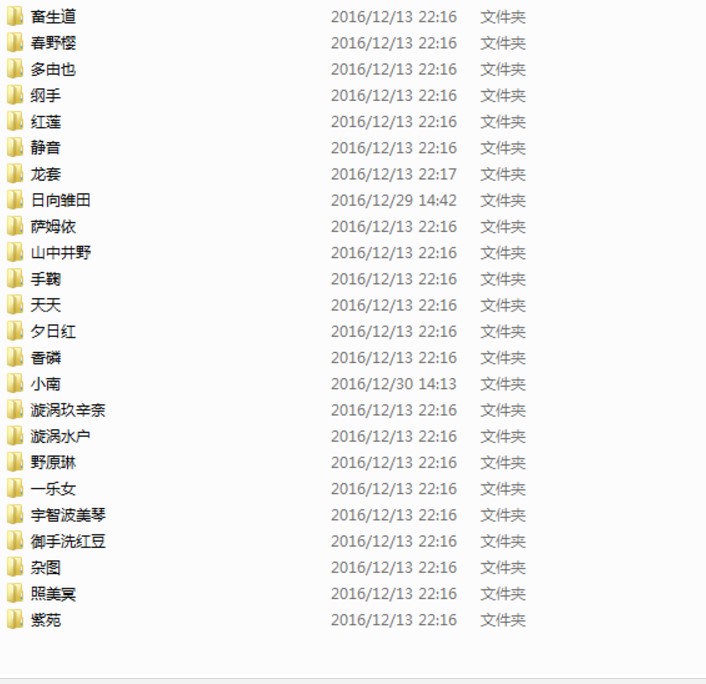 畜生道 2016/12/13 22:16 文件夹
春野樱 2016/12/13 22:16 文件夹
多由也 2016/12/13 22:16 文件夹
纲手 2016/12/13 22:16 文件夹
红莲 2016/12/13 22:16 文件夹
静音 2016/12/13 22:16 文件夹
龙套 2016/12/13 22:17 文件夹
日向雏田 2016/12/29 14:42 文件夹
萨姆依 2016/12/13 22:16 文件夹
山中井野 2016/12/13 22:16 文件夹
手鞠 2016/12/13 22:16 文件夹
天天 2016/12/13 22:16 文件夹
夕日红 2016/12/13 22:16 文件夹
香磷 2016/12/13 22:16 文件夹
小南 2016/12/30 14:13 文件夹
漩涡玖辛奈 2016/12/13 22:16 文件夹
漩涡水户 2016/12/13 22:16 文件夹
野原琳 2016/12/13 22:16 文件夹
一乐女 2016/12/13 22:16 文件夹
宇智波美琴 2016/12/13 22:16 文件夹
御手洗红豆 2016/12/13 22:16 文件夹
杂图 2016/12/13 22:16 文件夹
照美冥 2016/12/13 22:16 文件夹
紫苑 2016/12/13 22:16 文件夹